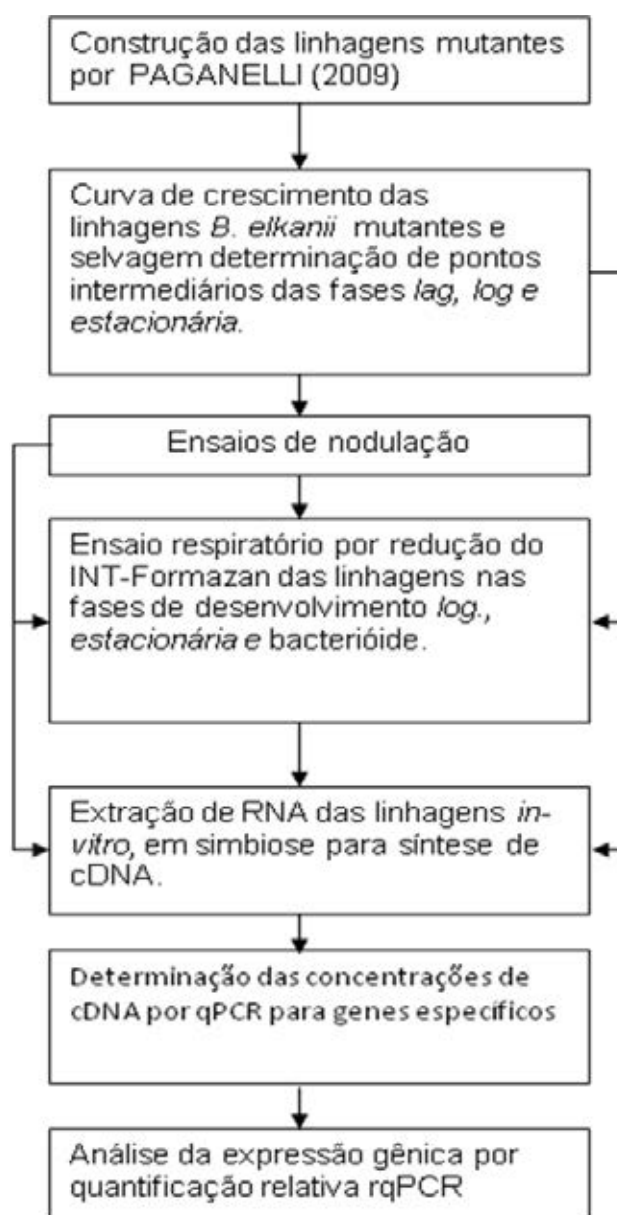 Construção das linhagens mutantes
por PAGANELLI (2009)
Curva de crescimento das
linhagens B. elkanii mutantes e
selvagem determinação de pontos
intermediários das fases lag, log e
estacionária.
Ensaios de nodulação
Ensaio respiratório por redução do
INT-Formazan das linhagens nas
fases de desenvolvimento log.,
estacionária e bacterióide.
Extração de RNA das linhagens in-
vitro, em simbiose para síntese de
cDNA.
Determinação das concentrações de
cDNA por qPCR para genes específicos
Análise da expressão gênica por
quantificação relativa rqPCR